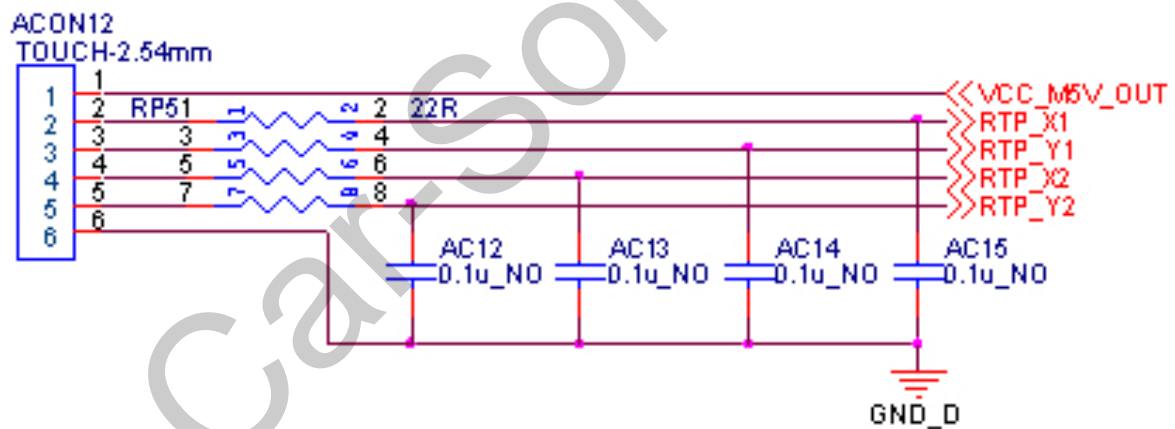 ACON12
TOUCH-2.54mm
1 1 VCC_M5V_OUT
2 2 RP51 1 2 2 22R RTP_X1
3 3 3 3 4 4 RTP_Y1
4 4 5 5 6 6 RTP_X2
5 5 7 7 8 8 RTP_Y2
6 6
AC12 AC13 AC14 AC15
0.1u_NO 0.1u_NO 0.1u_NO 0.1u_NO
GND_D
Car-Sol